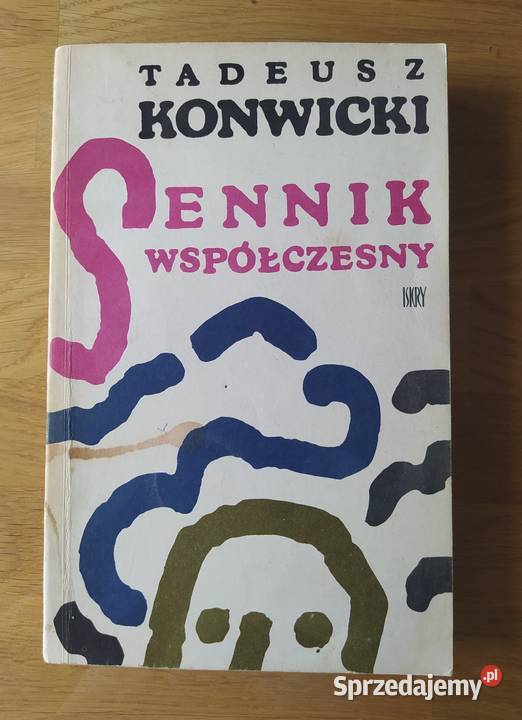 TADEUSZ
KONWICKI
SENNIK
WSPÓŁCZESNY
ISKRY
Sprzedajemy.pl